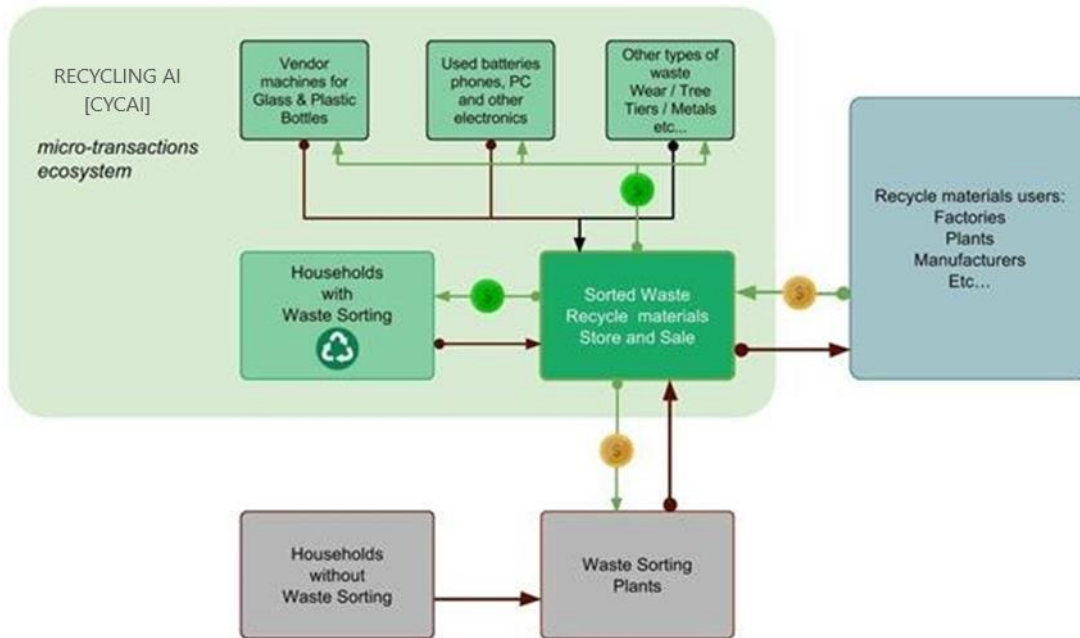 RECYCLING AI
[CYCAI]
micro-transactions
ecosystem
Vendor
machines for
Glass & Plastic
Bottles
Used batteries
phones, PC
and other
electronics
Other types of
waste
Wear / Tree
Tiers / Metals
etc...
$
Households
with
Waste Sorting
$
Sorted Waste
Recycle materials
Store and Sale
$
Recycle materials users:
Factories
Plants
Manufacturers
Etc...
$
Households
without
Waste Sorting
Waste Sorting
Plants